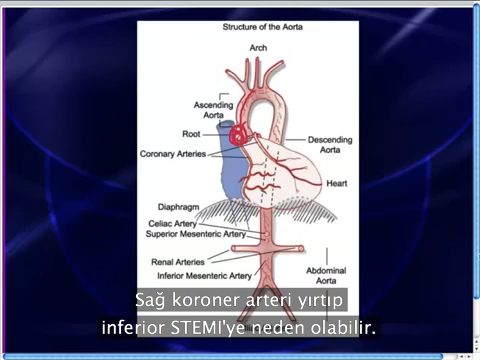 Structure of the Aorta
Arch
Ascending
Aorta
Root
Descending
Aorta
Coronary Arteries
Heart
Diaphragm
Celiac Artery
Superior Mesenteric Artery
Renal Arteries
Abdominal
Aorta
Inferior Mesenteric Artery
Sağ koroner arteri yırtıp
inferior STEMI'ye neden olabilir.